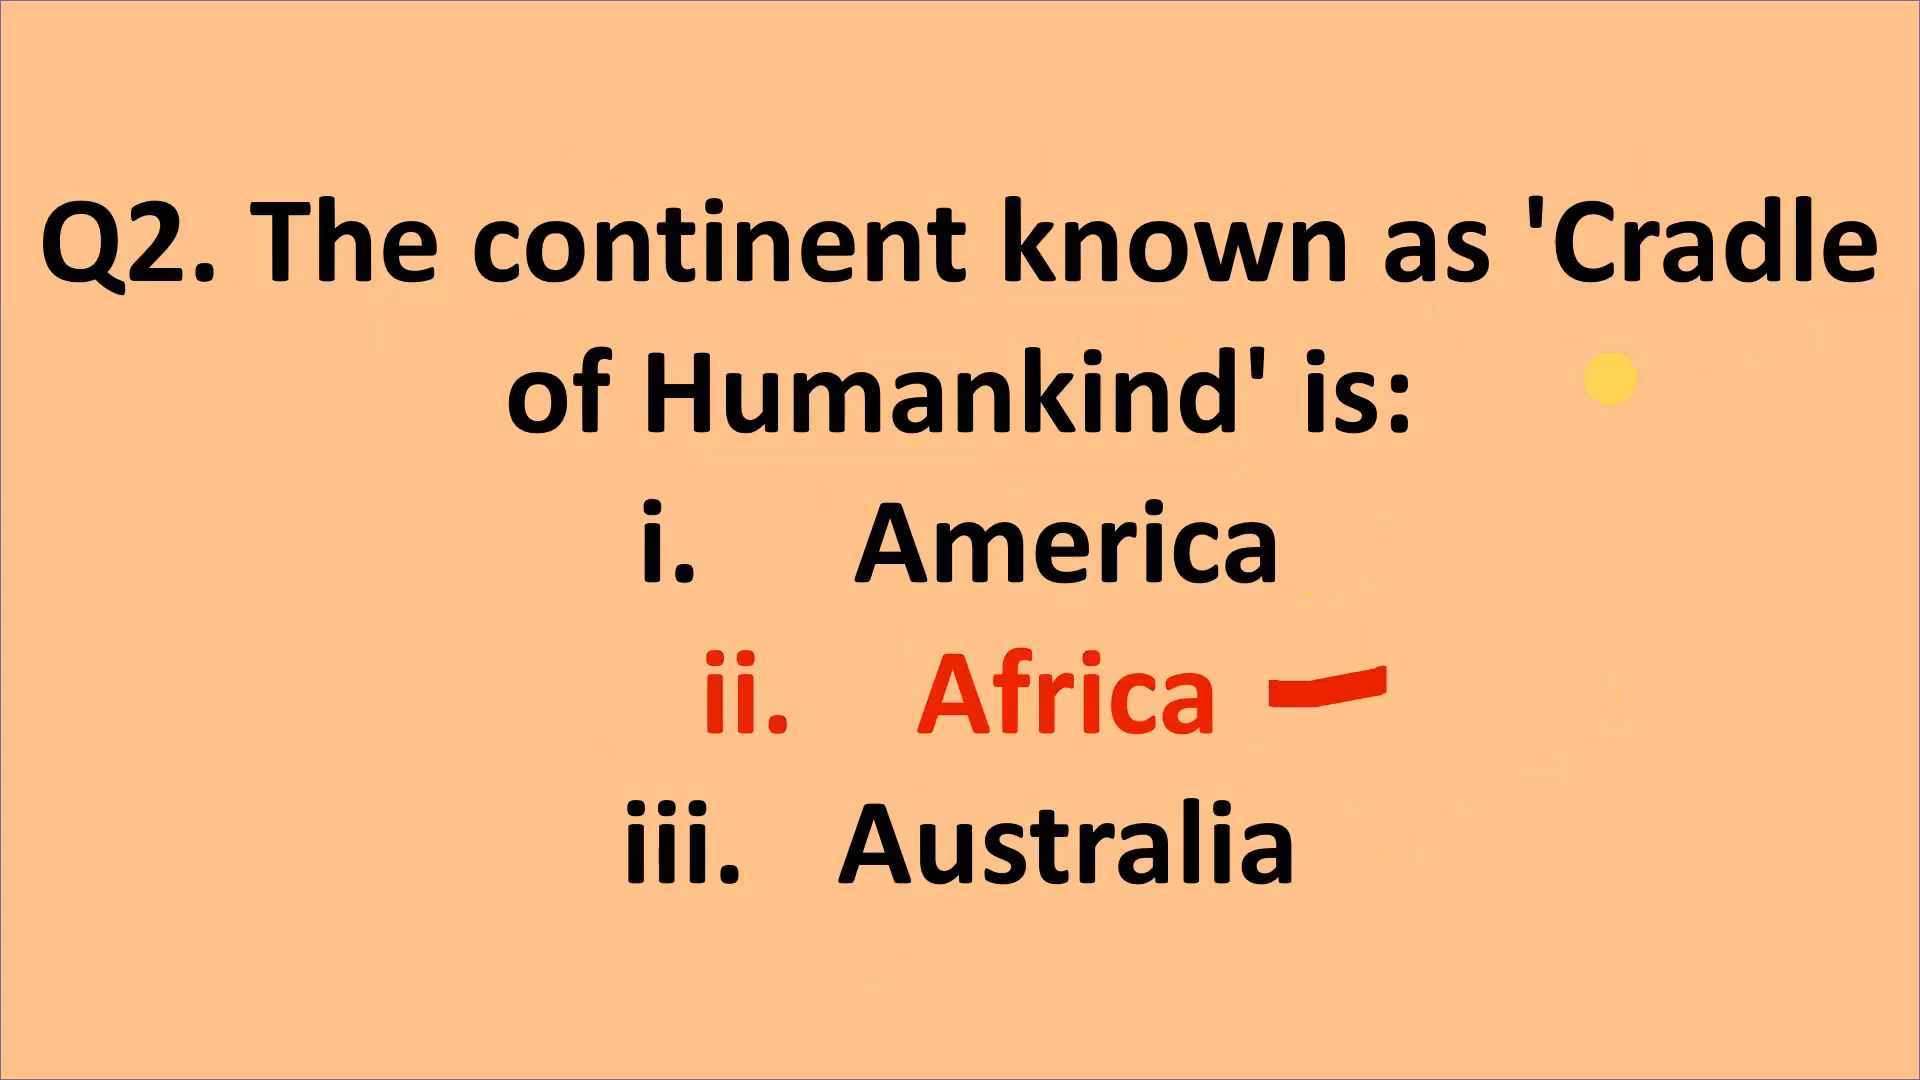 Q2. The continent known as 'Cradle
of Humankind' is:
i. America
ii. Africa
iii. Australia